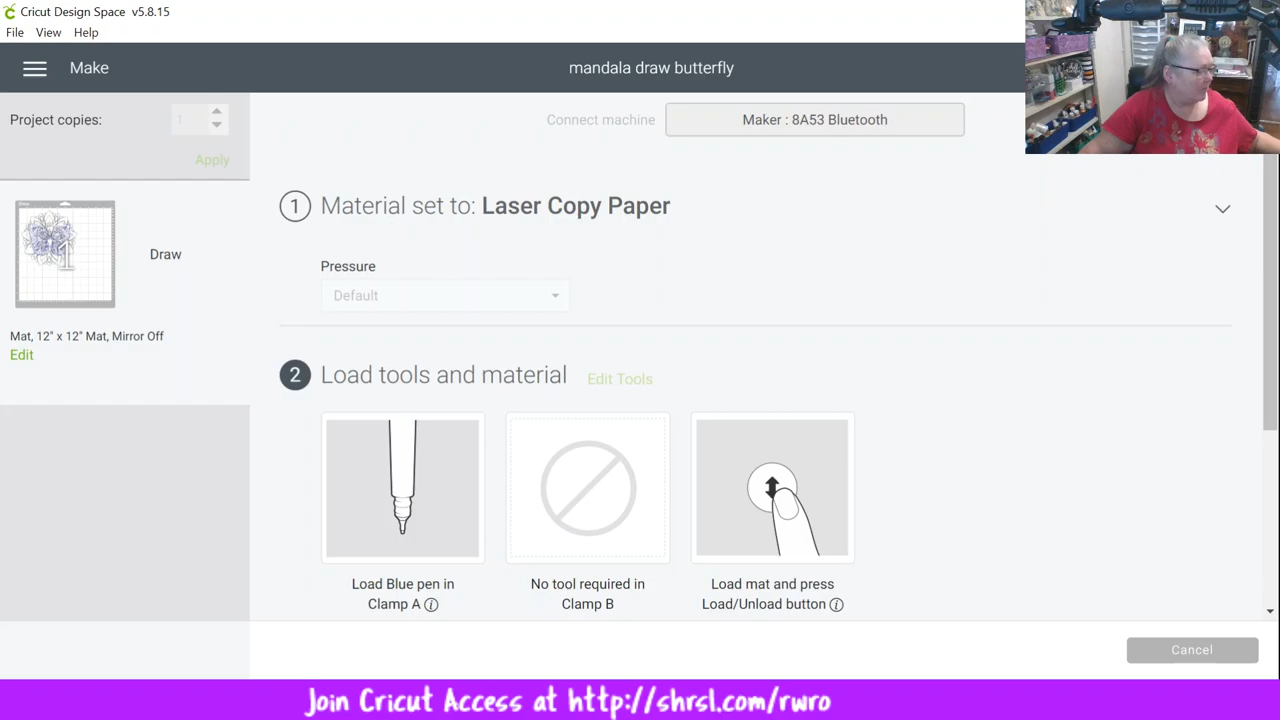 Cricut Design Space v5.8.15
File View Help
Make
mandala draw butterfly
Project copies:
1
Apply
Connect machine
Maker : 8A53 Bluetooth
1
Draw
Mat, 12" x 12" Mat, Mirror Off
Edit
1 Material set to: Laser Copy Paper
Pressure
Default
2 Load tools and material Edit Tools
Load Blue pen in
Clamp A
No tool required in
Clamp B
Load mat and press
Load/Unload button
Cancel
Join Cricut Access at http://shrsl.com/rwro